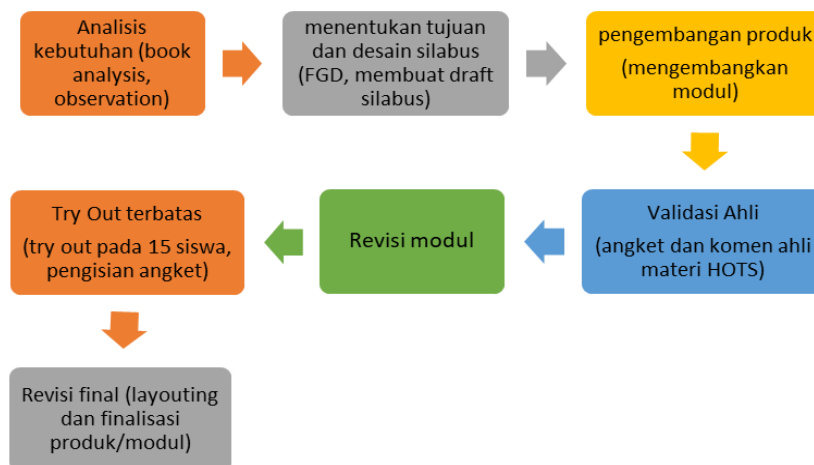 Analisis
kebutuhan (book
analysis,
observation)
menentukan tujuan
dan desain silabus
(FGD, membuat draft
silabus)
pengembangan produk
(mengembangkan
modul)
Validasi Ahli
(angket dan komen ahli
materi HOTS)
Revisi modul
Try Out terbatas
(try out pada 15 siswa,
pengisian angket)
Revisi final (layouting
dan finalisasi
produk/modul)